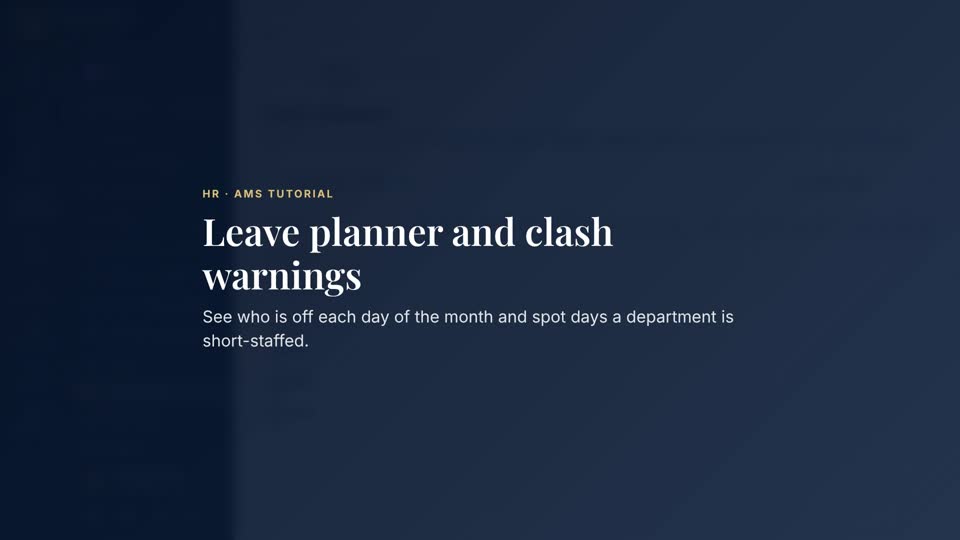 HR · AMS TUTORIAL
Leave planner and clash
warnings
See who is off each day of the month and spot days a department is
short-staffed.